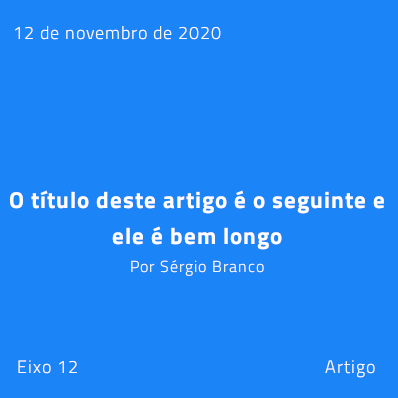 12 de novembro de 2020
O título deste artigo é o seguinte e
ele é bem longo
Por Sérgio Branco
Eixo 12
Artigo